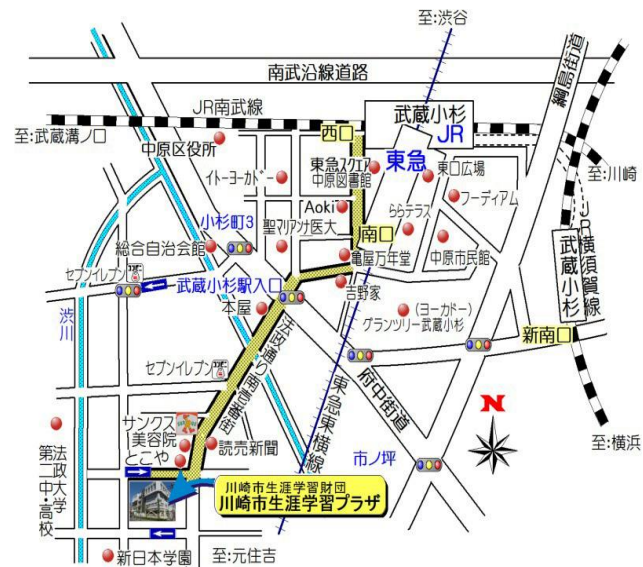 至:渋谷
南武沿線道路
綱島街道
JR南武線
武蔵小杉
JR
西口
至:武蔵溝ノ口
中原区役所
東急スクエア
中原図書館
東急
東口広場
至:川崎
イトーヨーカドー
フーディアム
Aoki
ららテラス
小杉町3
聖マリアンナ医大
南口
中原市民館
JR横須賀線
武蔵小杉
総合自治会館
亀屋万年堂
セブンイレブン
武蔵小杉駅入口
吉野家
本屋
(ヨーカドー)
グランツリー武蔵小杉
渋川
新南口
セブンイレブン
法政通り商店街
東急東横線
府中街道
N
サンクス
美容院
とこや
読売新聞
市ノ坪
至:横浜
法政大学
第二中・高校
川崎市生涯学習財団
川崎市生涯学習プラザ
新日本学園
至:元住吉